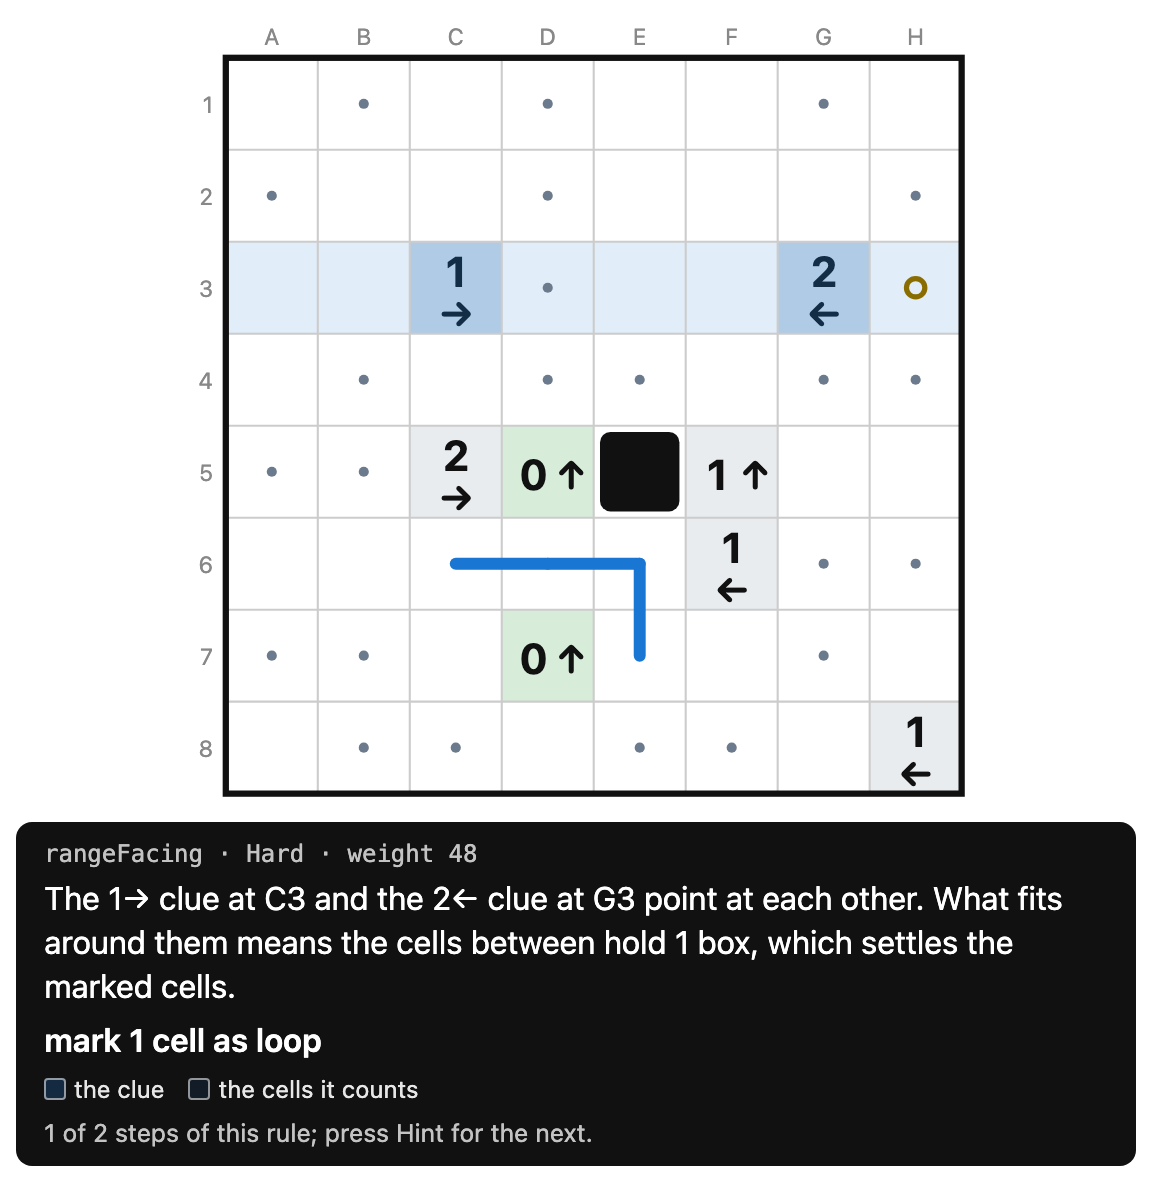 A B C D E F G H
1
2
3 1 → 2 ←
4
5 2 → 0 ↑ 1 ↑
6 1 ←
7 0 ↑
8 1 ←
rangeFacing · Hard · weight 48
The 1→ clue at C3 and the 2← clue at G3 point at each other. What fits
around them means the cells between hold 1 box, which settles the
marked cells.
mark 1 cell as loop
the clue the cells it counts
1 of 2 steps of this rule; press Hint for the next.